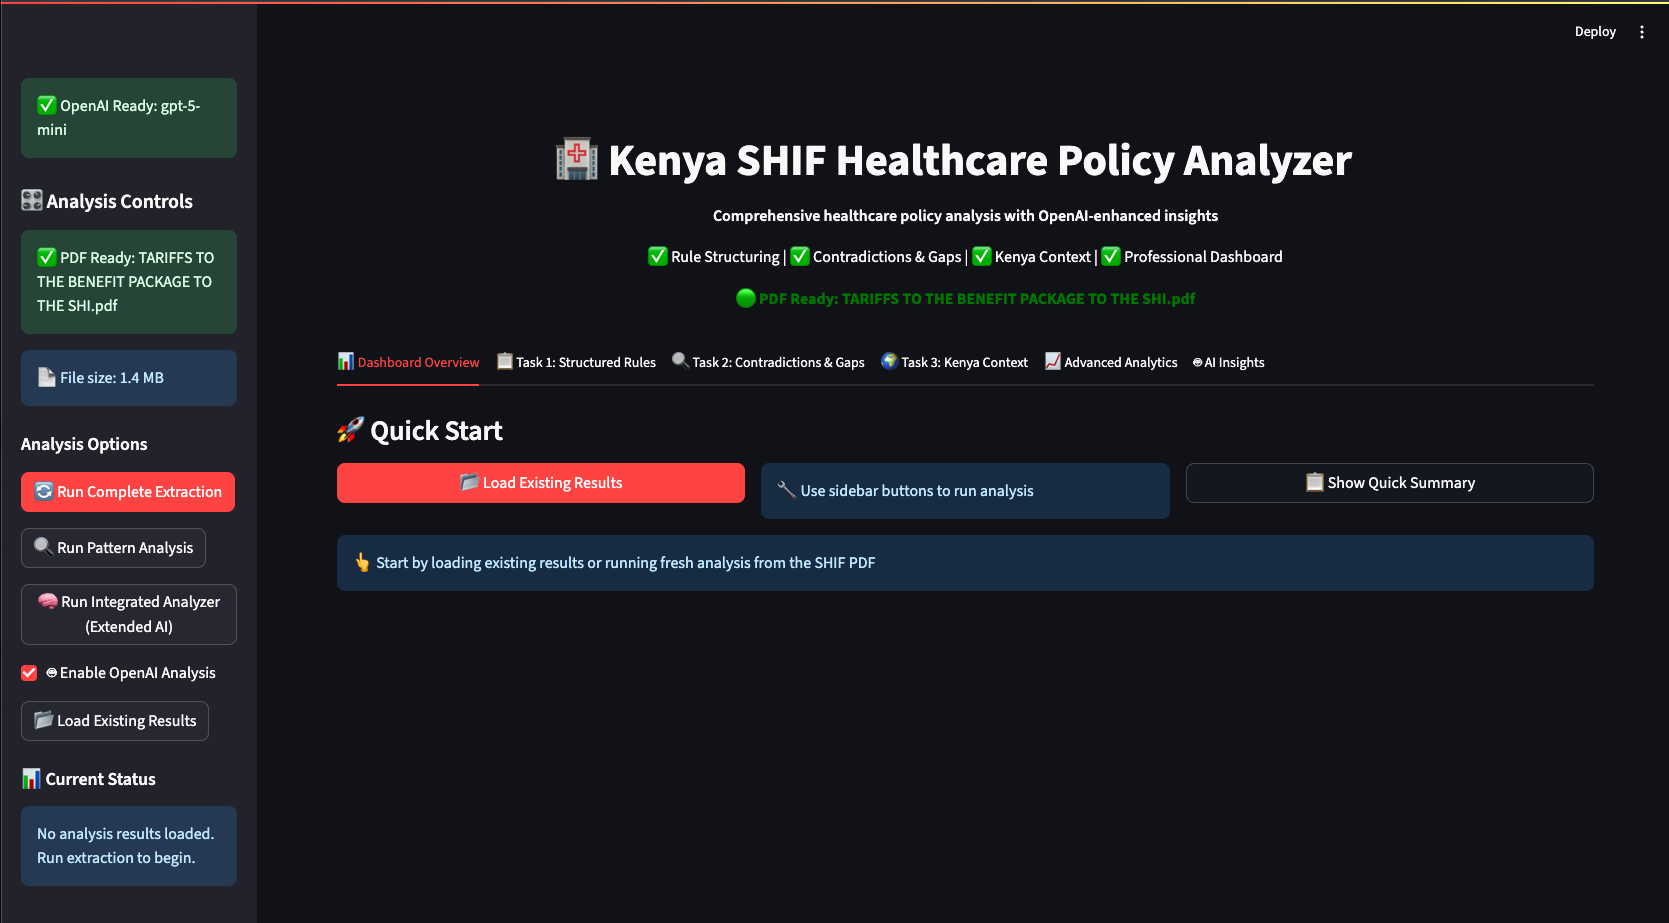 Deploy
OpenAI Ready: gpt-5-
mini
Analysis Controls
PDF Ready: TARIFFS TO
THE BENEFIT PACKAGE TO
THE SHI.pdf
File size: 1.4 MB
Analysis Options
Run Complete Extraction
Run Pattern Analysis
Run Integrated Analyzer
(Extended AI)
Enable OpenAI Analysis
Load Existing Results
Current Status
No analysis results loaded.
Run extraction to begin.
Kenya SHIF Healthcare Policy Analyzer
Comprehensive healthcare policy analysis with OpenAI-enhanced insights
Rule Structuring | Contradictions & Gaps | Kenya Context | Professional Dashboard
PDF Ready: TARIFFS TO THE BENEFIT PACKAGE TO THE SHI.pdf
Dashboard Overview Task 1: Structured Rules Task 2: Contradictions & Gaps Task 3: Kenya Context Advanced Analytics AI Insights
Quick Start
Load Existing Results
Use sidebar buttons to run analysis
Show Quick Summary
Start by loading existing results or running fresh analysis from the SHIF PDF